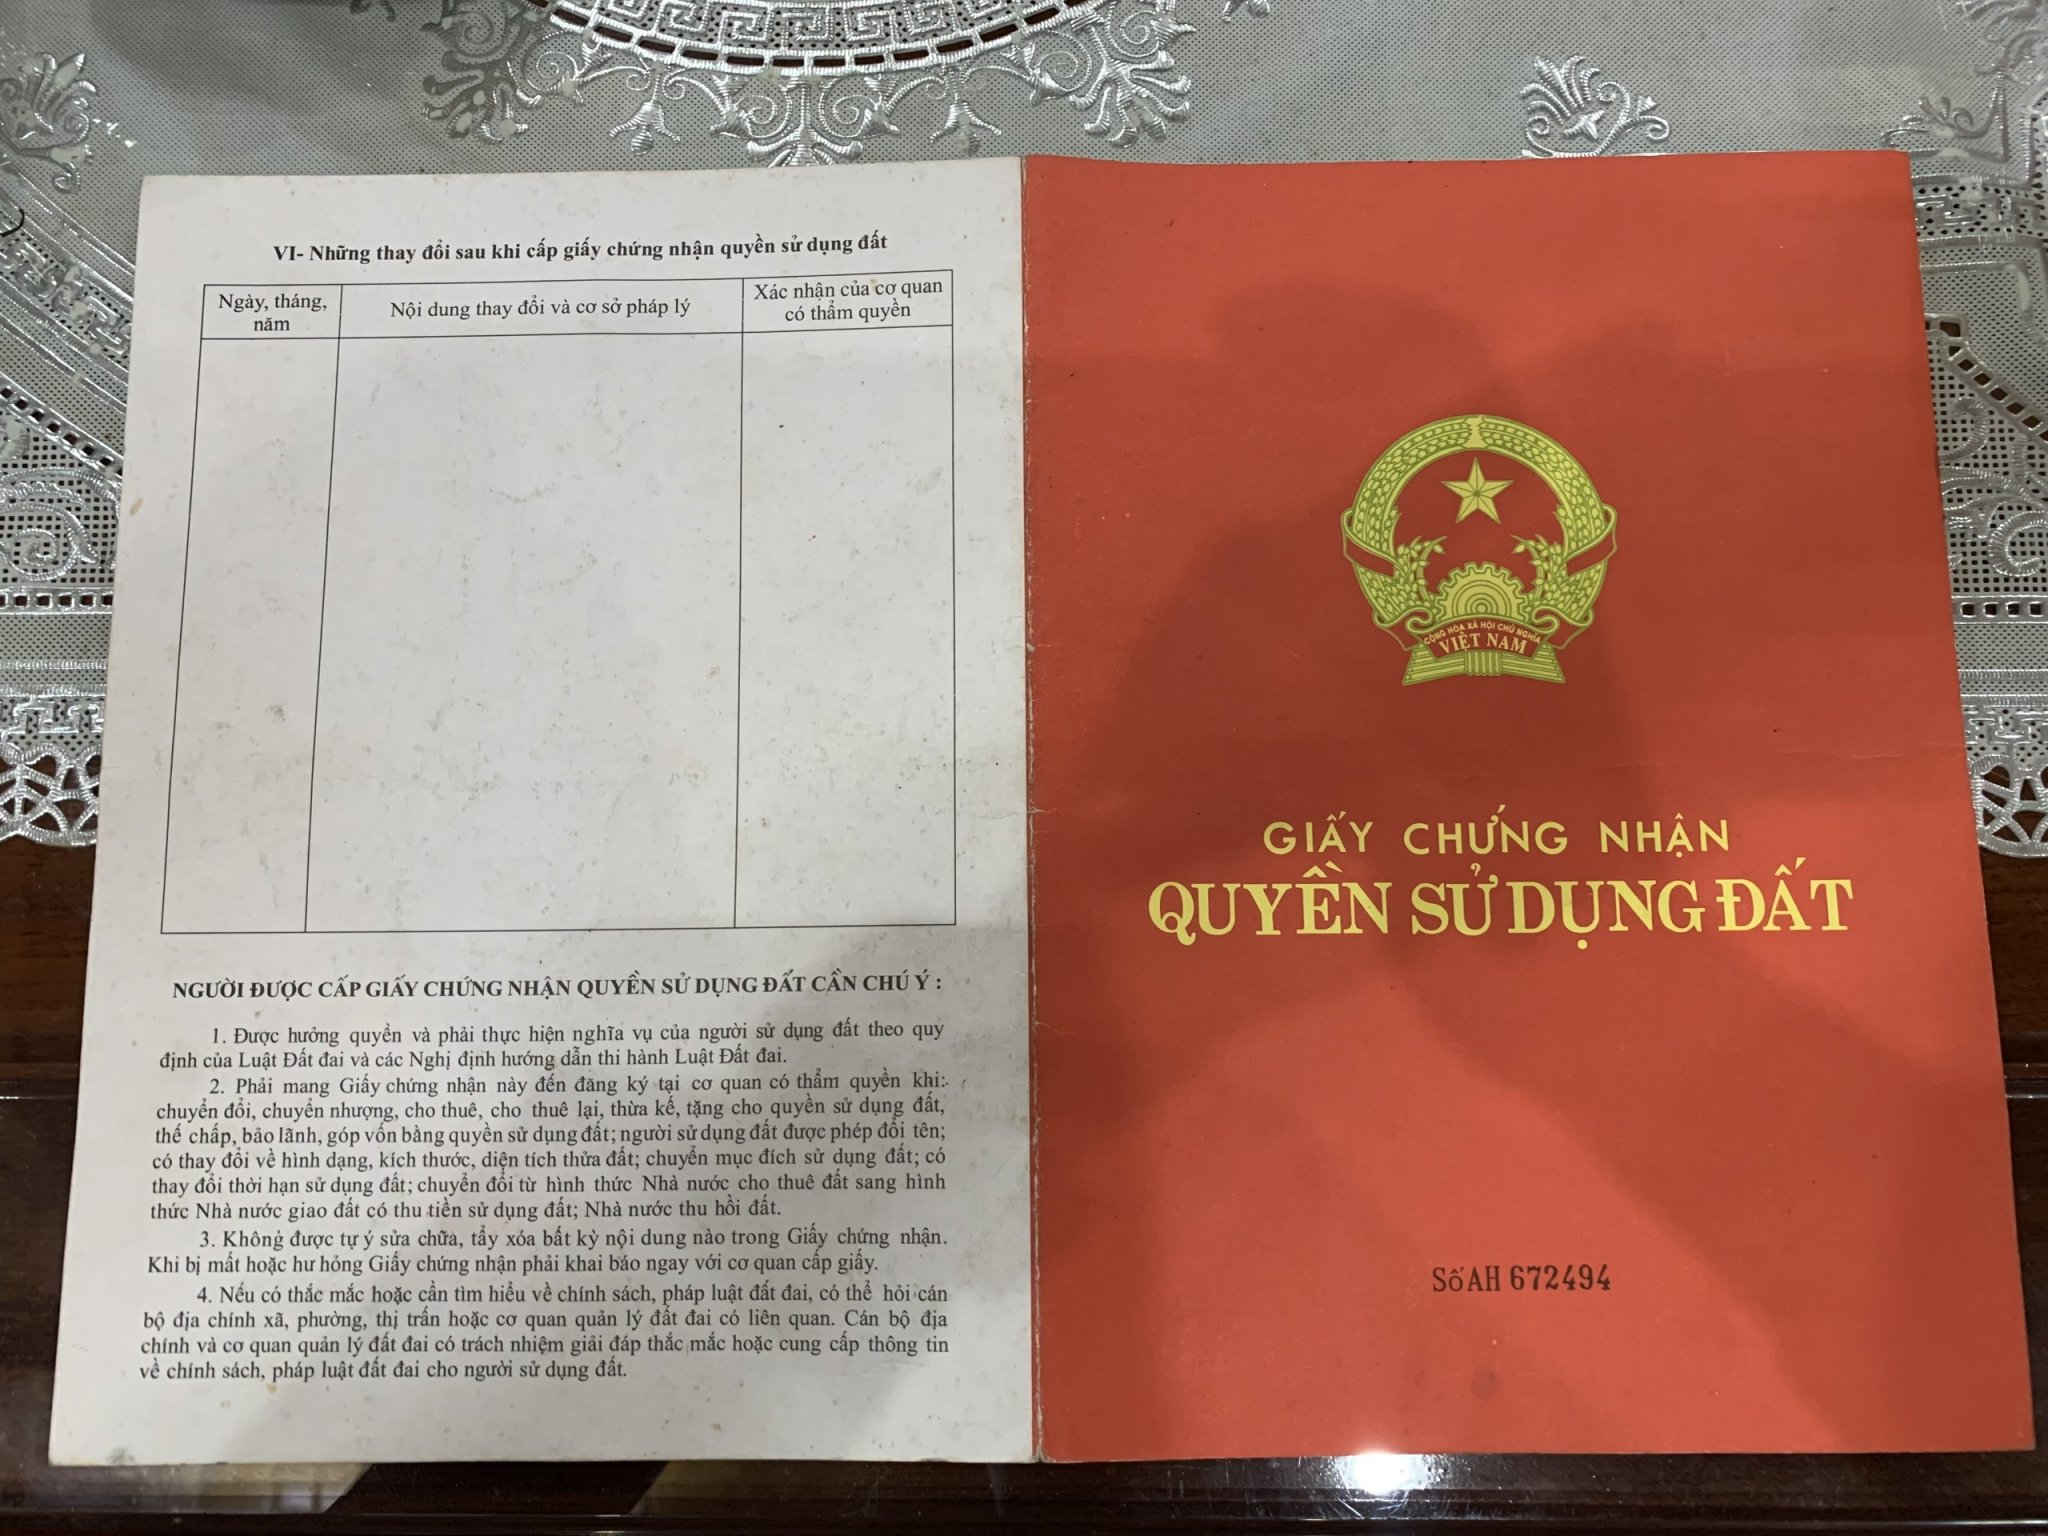 VI- Những thay đổi sau khi cấp giấy chứng nhận quyền sử dụng đất
Ngày, tháng,
năm
Nội dung thay đổi và cơ sở pháp lý
Xác nhận của cơ quan
có thẩm quyền
NGƯỜI ĐƯỢC CẤP GIẤY CHỨNG NHẬN QUYỀN SỬ DỤNG ĐẤT CẦN CHÚ Ý :
1. Được hưởng quyền và phải thực hiện nghĩa vụ của người sử dụng đất theo quy
định của Luật Đất đai và các Nghị định hướng dẫn thi hành Luật Đất đai.
2. Phải mang Giấy chứng nhận này đến đăng ký tại cơ quan có thẩm quyền khi:
chuyển đổi, chuyển nhượng, cho thuê, cho thuê lại, thừa kế, tặng cho quyền sử dụng đất,
thế chấp, bảo lãnh, góp vốn bằng quyền sử dụng đất; người sử dụng đất được phép đổi tên;
có thay đổi về hình dạng, kích thước, diện tích thửa đất; chuyển mục đích sử dụng đất; có
thay đổi thời hạn sử dụng đất; chuyển đổi từ hình thức Nhà nước cho thuê đất sang hình
thức Nhà nước giao đất có thu tiền sử dụng đất; Nhà nước thu hồi đất.
3. Không được tự ý sửa chữa, tẩy xóa bất kỳ nội dung nào trong Giấy chứng nhận.
Khi bị mất hoặc hư hỏng Giấy chứng nhận phải khai báo ngay với cơ quan cấp giấy.
4. Nếu có thắc mắc hoặc cần tìm hiểu về chính sách, pháp luật đất đai, có thể hỏi cán
bộ địa chính xã, phường, thị trấn hoặc cơ quan quản lý đất đai có liên quan. Cán bộ địa
chính và cơ quan quản lý đất đai có trách nhiệm giải đáp thắc mắc hoặc cung cấp thông tin
về chính sách, pháp luật đất đai cho người sử dụng đất.
CỘNG HÒA XÃ HỘI CHỦ NGHĨA
VIỆT NAM
GIẤY CHỨNG NHẬN
QUYỀN SỬ DỤNG ĐẤT
Số AH 672494